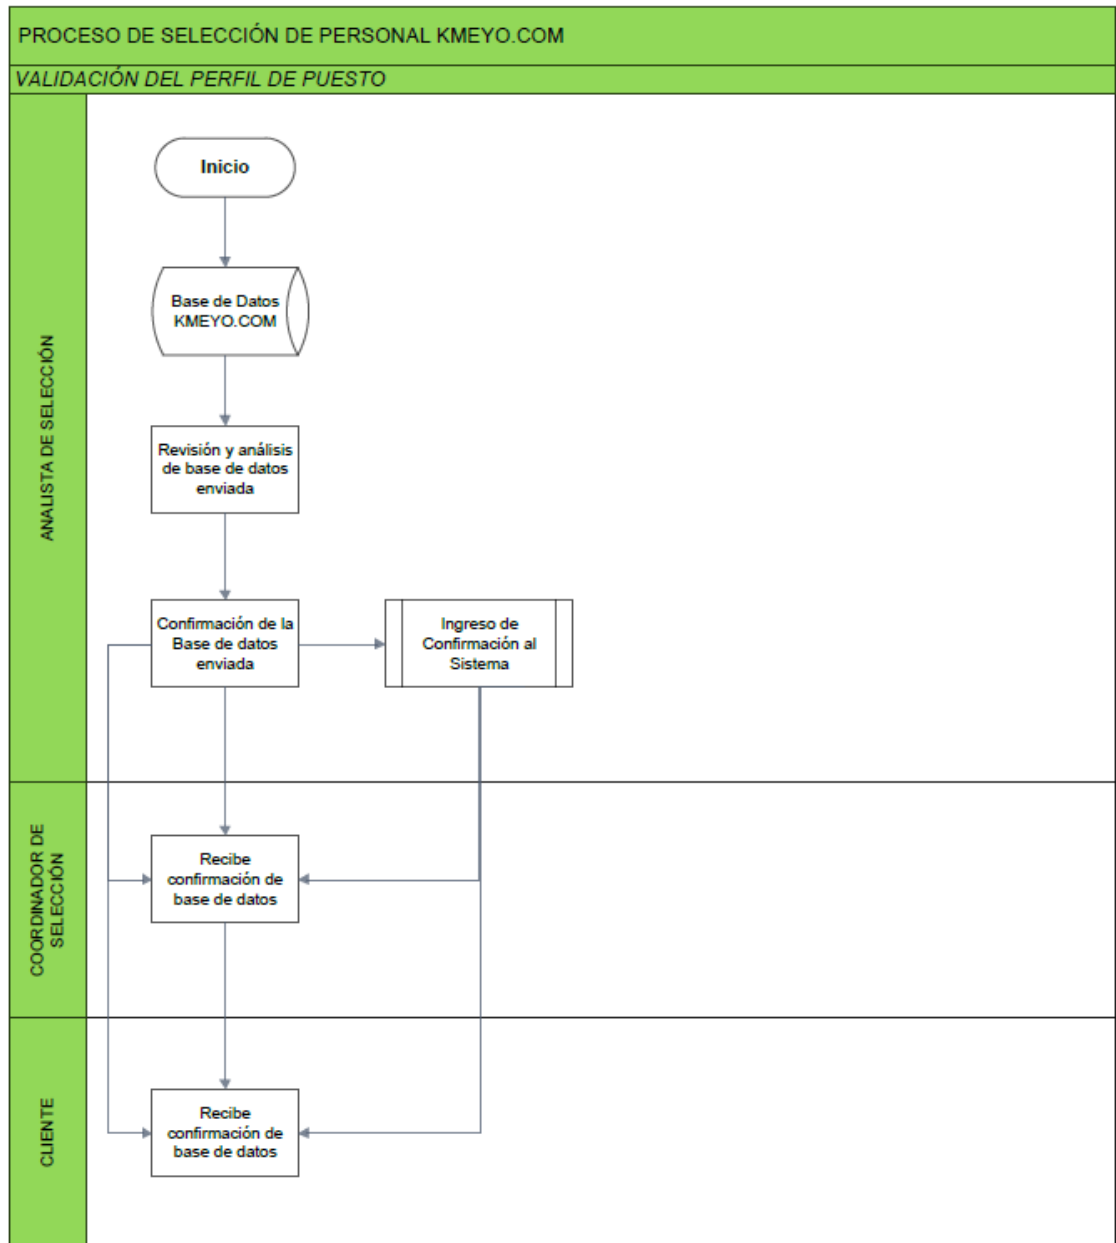 PROCESO DE SELECCIÓN DE PERSONAL KMEYO.COM
VALIDACIÓN DEL PERFIL DE PUESTO
ANALISTA DE SELECCIÓN
Inicio
Base de Datos
KMEYO.COM
Revisión y análisis
de base de datos
enviada
Confirmación de la
Base de datos
enviada
Ingreso de
Confirmación al
Sistema
COORDINADOR DE
SELECCIÓN
Recibe
confirmación de
base de datos
CLIENTE
Recibe
confirmación de
base de datos